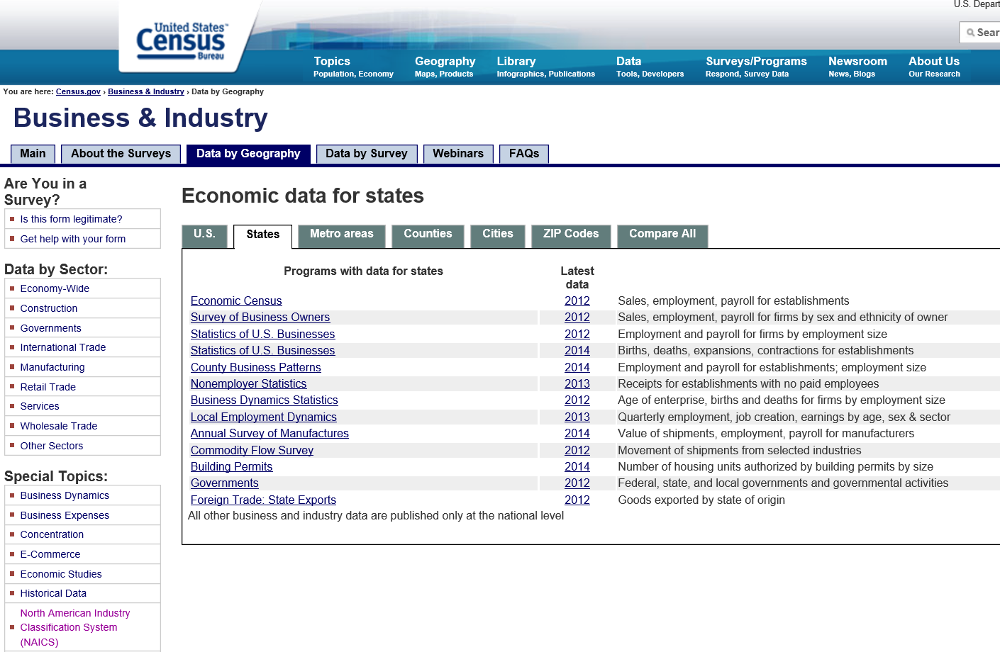 U.S. Depart
United States™
Census
Bureau
Sear
Topics
Population, Economy
Geography
Maps, Products
Library
Infographics, Publications
Data
Tools, Developers
Surveys/Programs
Respond, Survey Data
Newsroom
News, Blogs
About Us
Our Research
You are here: Census.gov › Business & Industry › Data by Geography
Business & Industry
Main
About the Surveys
Data by Geography
Data by Survey
Webinars
FAQs
Are You in a
Survey?
Is this form legitimate?
Get help with your form
Data by Sector:
Economy-Wide
Construction
Governments
International Trade
Manufacturing
Retail Trade
Services
Wholesale Trade
Other Sectors
Special Topics:
Business Dynamics
Business Expenses
Concentration
E-Commerce
Economic Studies
Historical Data
North American Industry
Classification System
(NAICS)
Economic data for states
U.S.
States
Metro areas
Counties
Cities
ZIP Codes
Compare All
Programs with data for states
Latest
data
Economic Census 2012 Sales, employment, payroll for establishments
Survey of Business Owners 2012 Sales, employment, payroll for firms by sex and ethnicity of owner
Statistics of U.S. Businesses 2012 Employment and payroll for firms by employment size
Statistics of U.S. Businesses 2014 Births, deaths, expansions, contractions for establishments
County Business Patterns 2014 Employment and payroll for establishments; employment size
Nonemployer Statistics 2013 Receipts for establishments with no paid employees
Business Dynamics Statistics 2012 Age of enterprise, births and deaths for firms by employment size
Local Employment Dynamics 2013 Quarterly employment, job creation, earnings by age, sex & sector
Annual Survey of Manufactures 2014 Value of shipments, employment, payroll for manufacturers
Commodity Flow Survey 2012 Movement of shipments from selected industries
Building Permits 2014 Number of housing units authorized by building permits by size
Governments 2012 Federal, state, and local governments and governmental activities
Foreign Trade: State Exports 2012 Goods exported by state of origin
All other business and industry data are published only at the national level